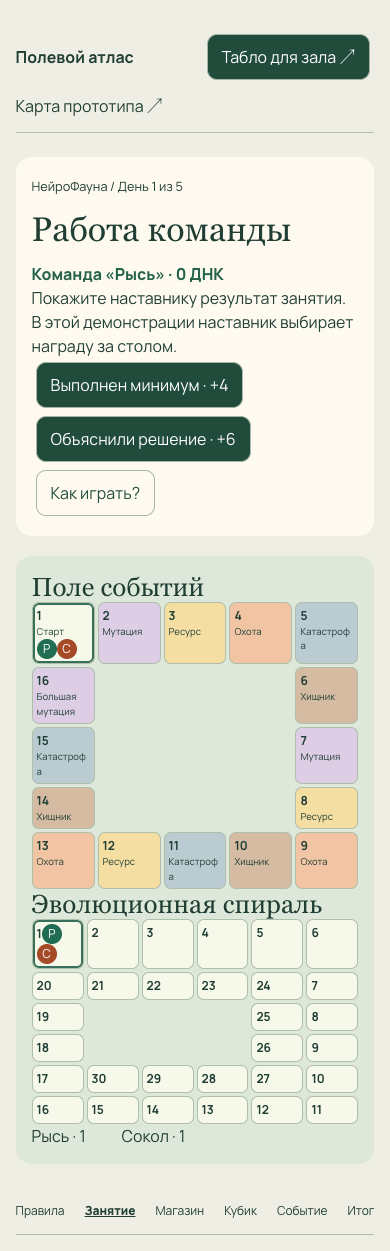 Полевой атлас
Табло для зала ↗
Карта прототипа ↗
НейроФауна / День 1 из 5
Работа команды
Команда «Рысь» · 0 ДНК
Покажите наставнику результат занятия.
В этой демонстрации наставник выбирает
награду за столом.
Выполнен минимум · +4
Объяснили решение · +6
Как играть?
Поле событий
1 2 3 4 5
Старт Мутация Ресурс Охота Катастроф
Р С а
16 6
Большая Хищник
мутация
15 7
Катастроф Мутация
а
14 8
Хищник Ресурс
13 12 11 10 9
Охота Ресурс Катастроф Хищник Охота
а
Эволюционная спираль
1 Р 2 3 4 5 6
С
20 21 22 23 24 7
19 25 8
18 26 9
17 30 29 28 27 10
16 15 14 13 12 11
Рысь · 1 Сокол · 1
Правила Занятие Магазин Кубик Событие Итог